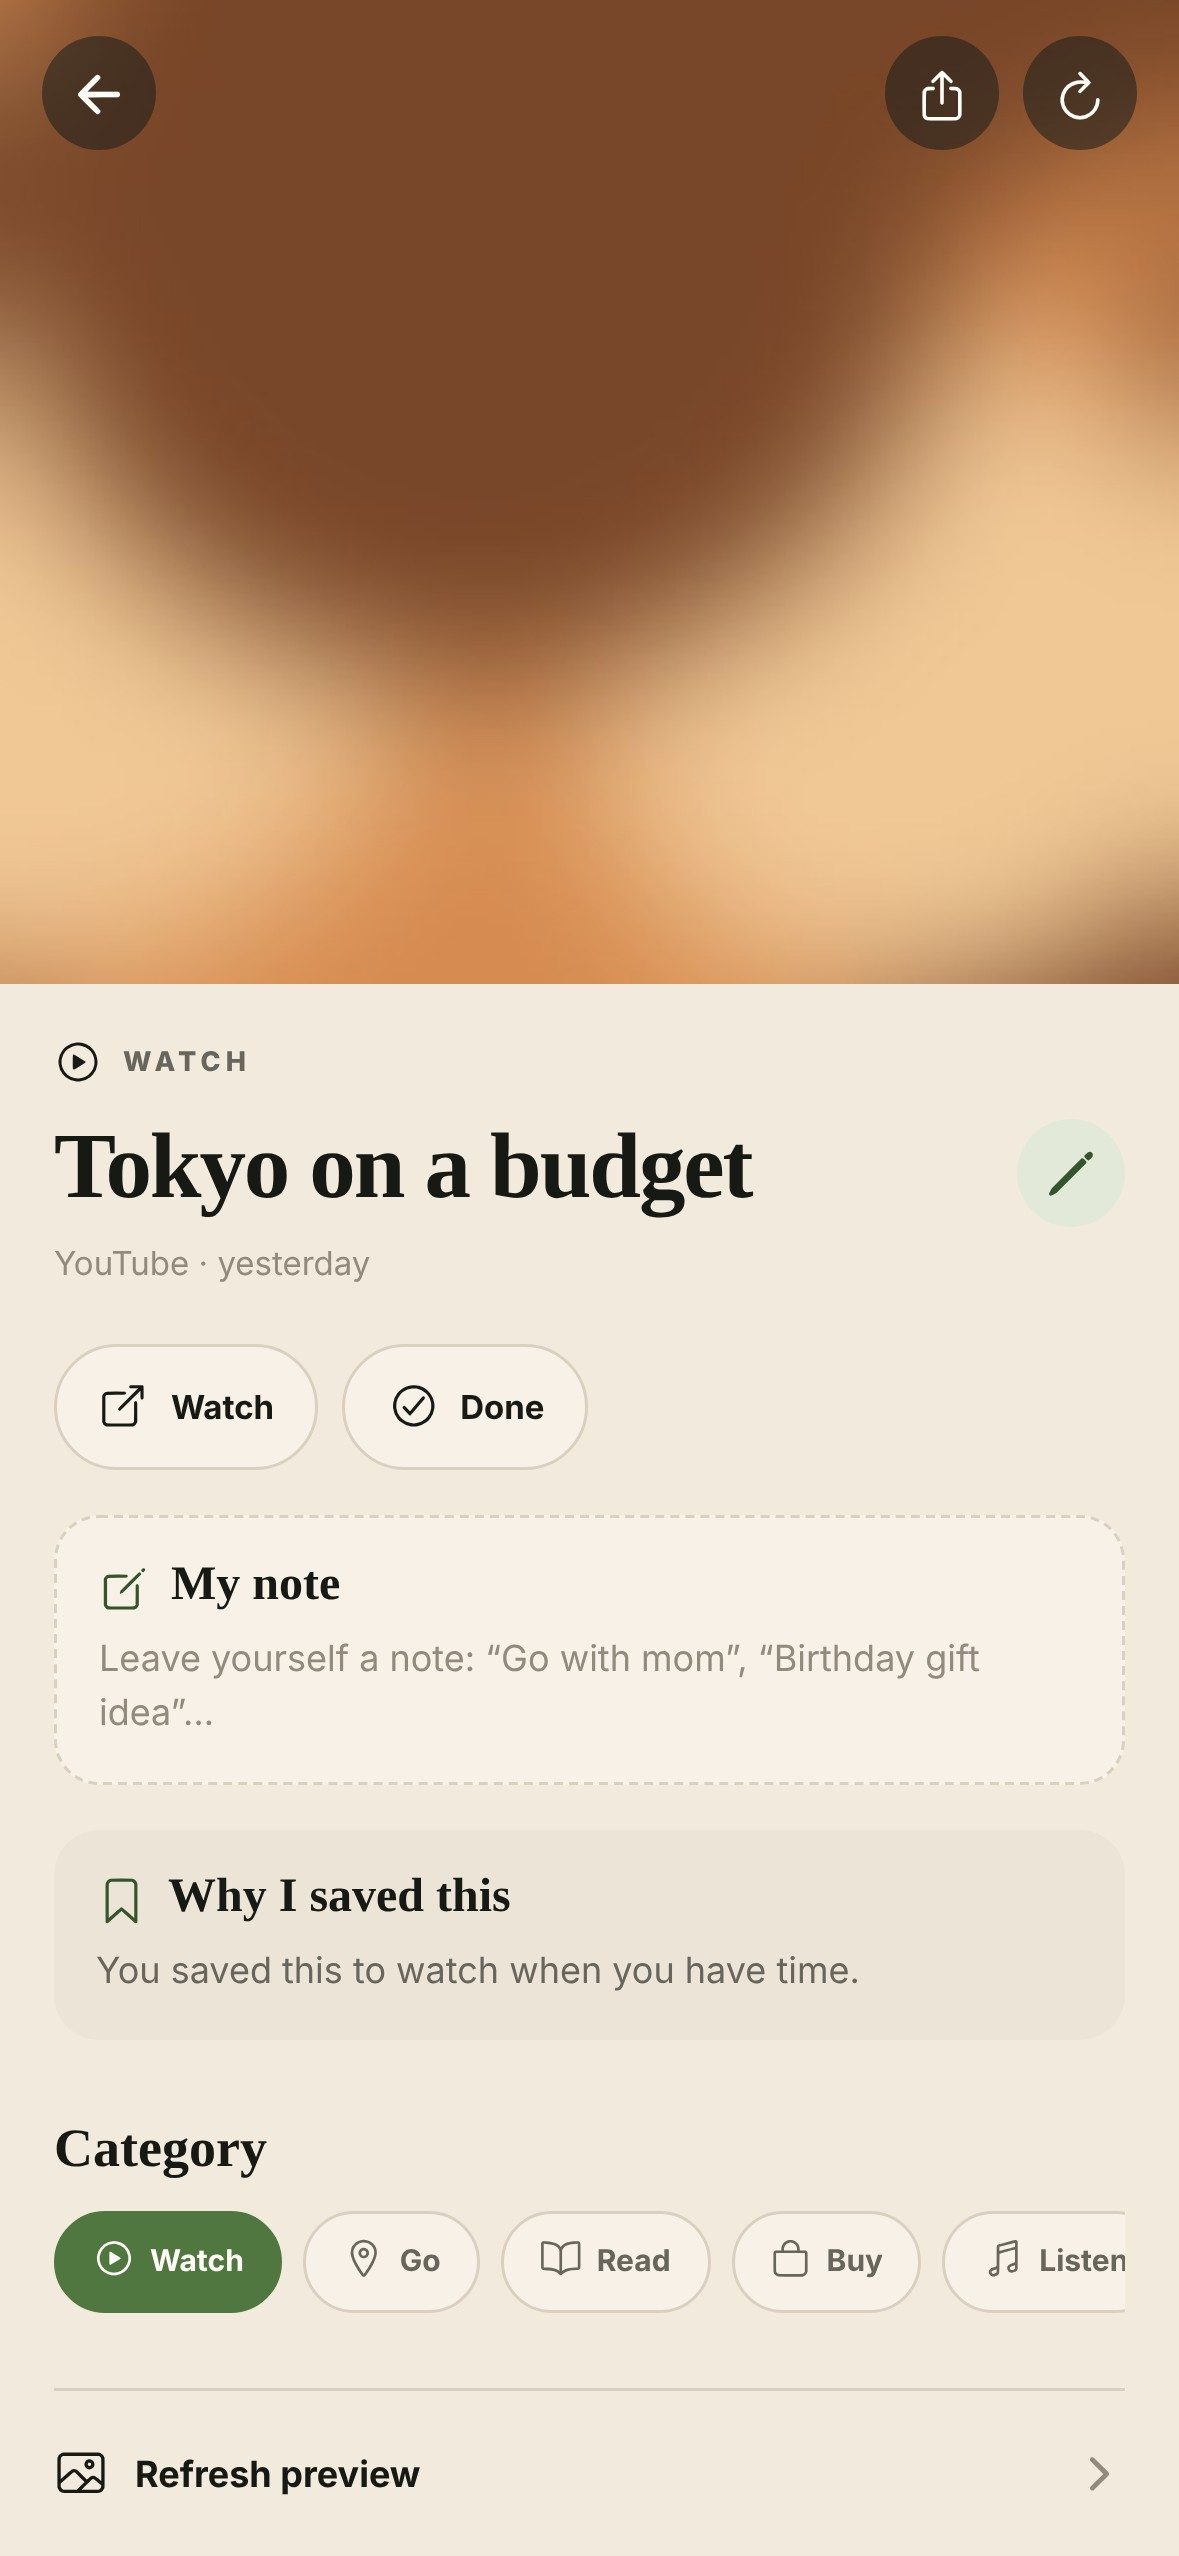 WATCH
Tokyo on a budget
YouTube · yesterday
Watch
Done
My note
Leave yourself a note: “Go with mom”, “Birthday gift
idea”...
Why I saved this
You saved this to watch when you have time.
Category
Watch
Go
Read
Buy
Listen
Refresh preview